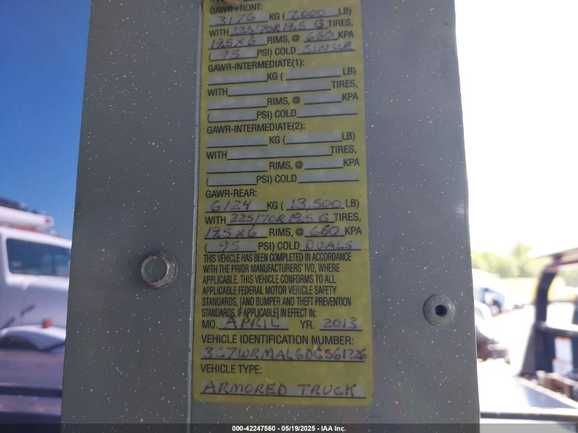 GAWR-FRONT:
3176 KG (7,000 LB)
WITH 225/70R19.5 G TIRES,
19.5X6 RIMS, @ 660 KPA
(95 PSI) COLD SINGLE
GAWR-INTERMEDIATE(1):
KG ( LB)
WITH TIRES,
RIMS, @ KPA
( PSI) COLD
GAWR-INTERMEDIATE(2):
KG ( LB)
WITH TIRES,
RIMS, @ KPA
( PSI) COLD
GAWR-REAR:
6124 KG (13,500 LB)
WITH 225/70R19.5 G TIRES,
19.5X6 RIMS, @ 660 KPA
(95 PSI) COLD DUALS
THIS VEHICLE HAS BEEN COMPLETED IN ACCORDANCE
WITH THE PRIOR MANUFACTURERS' IVD, WHERE
APPLICABLE. THIS VEHICLE CONFORMS TO ALL
APPLICABLE FEDERAL MOTOR VEHICLE SAFETY
STANDARDS, [AND BUMPER AND THEFT PREVENTION
STANDARDS, IF APPLICABLE] IN EFFECT IN:
MO. APRIL YR. 2013
VEHICLE IDENTIFICATION NUMBER:
VEHICLE TYPE:
ARMORED TRUCK
000-42247560 - 05/19/2025 - IAA Inc.